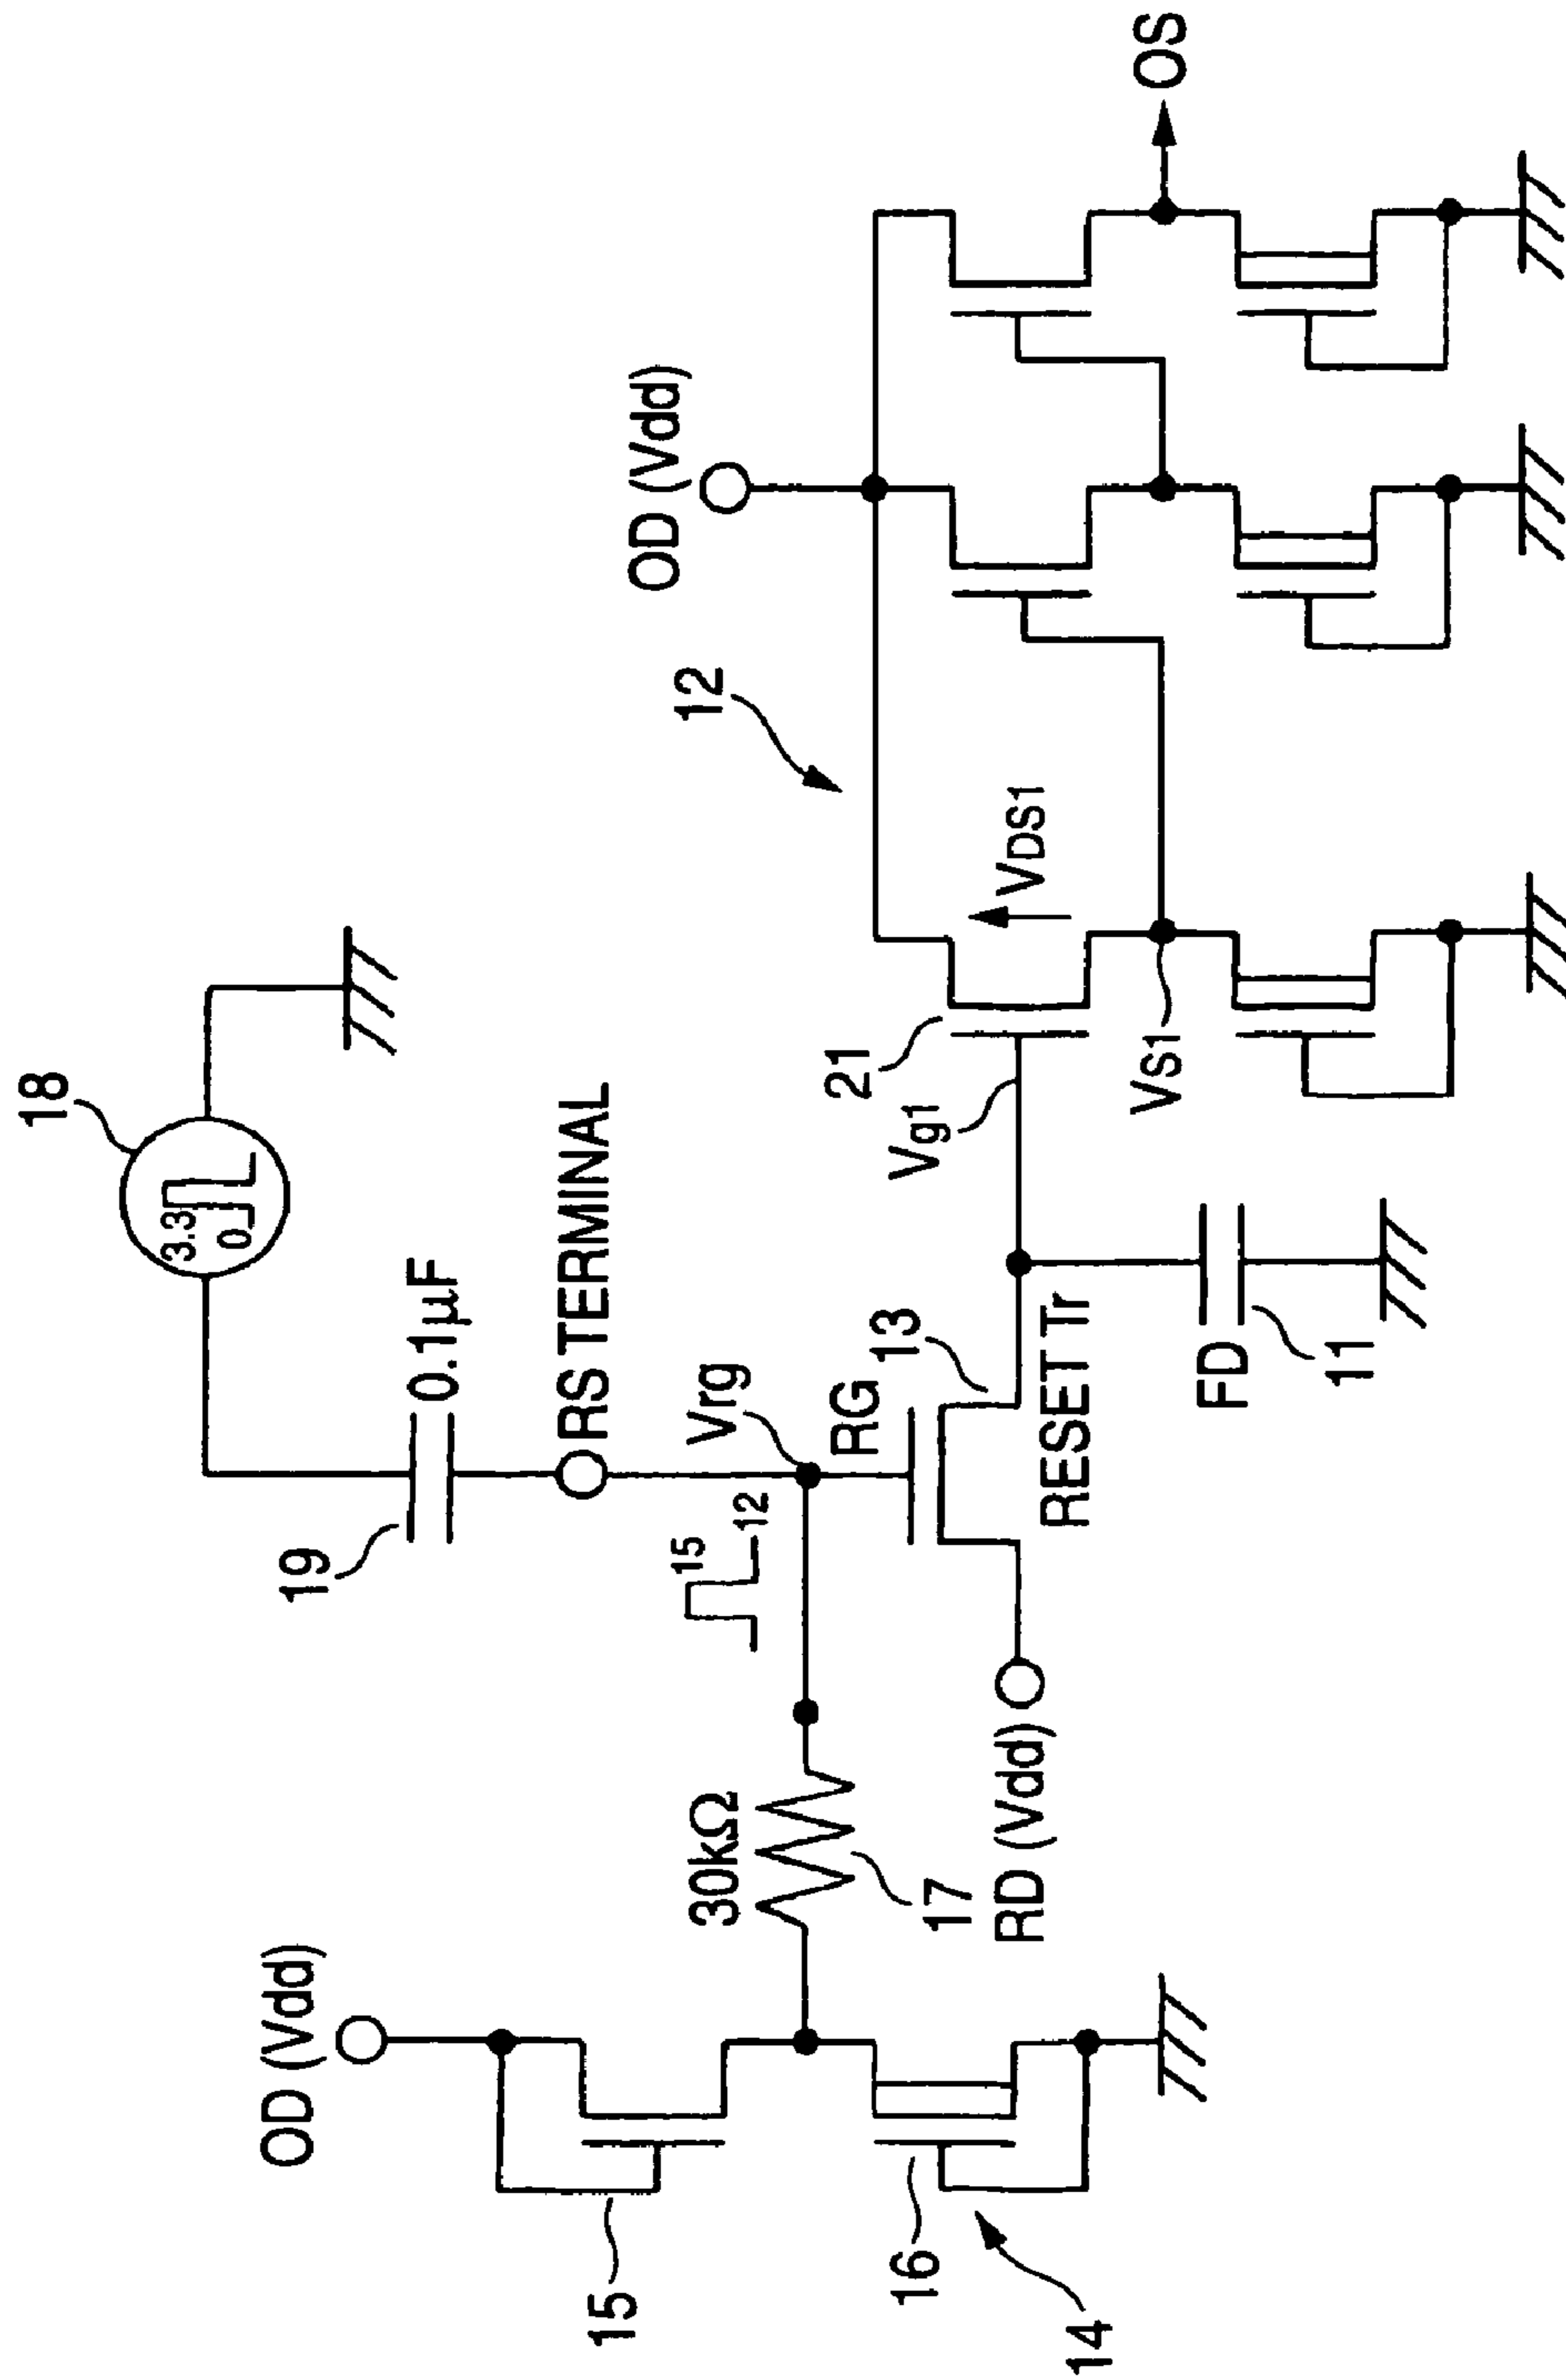 18
3.3
0
19
0.1μF
RS TERMINAL
OD (Vdd)
30kΩ
15
12
Vrg
12
OD (Vdd)
15
17
RG
13
Vg1
21
VDS1
16
RD (Vdd)
RESET Tr
VS1
OS
14
FD
11